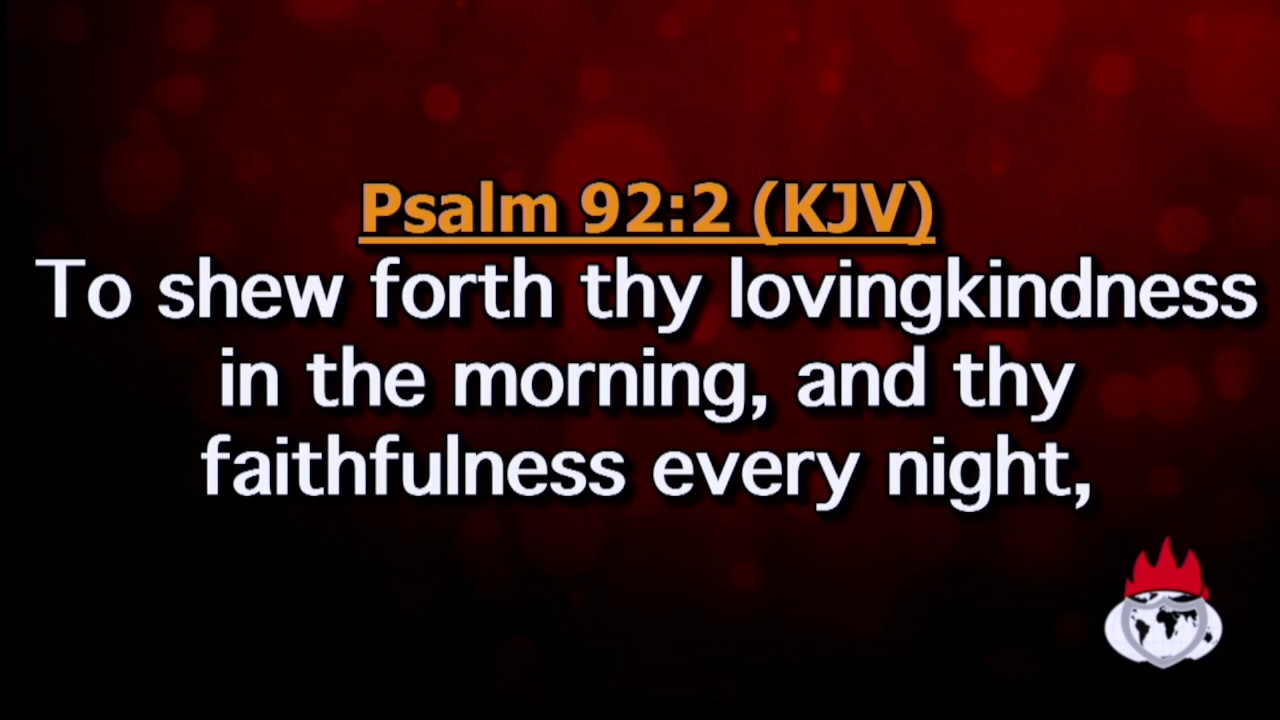 Psalm 92:2 (KJV)
To shew forth thy lovingkindness
in the morning, and thy
faithfulness every night,